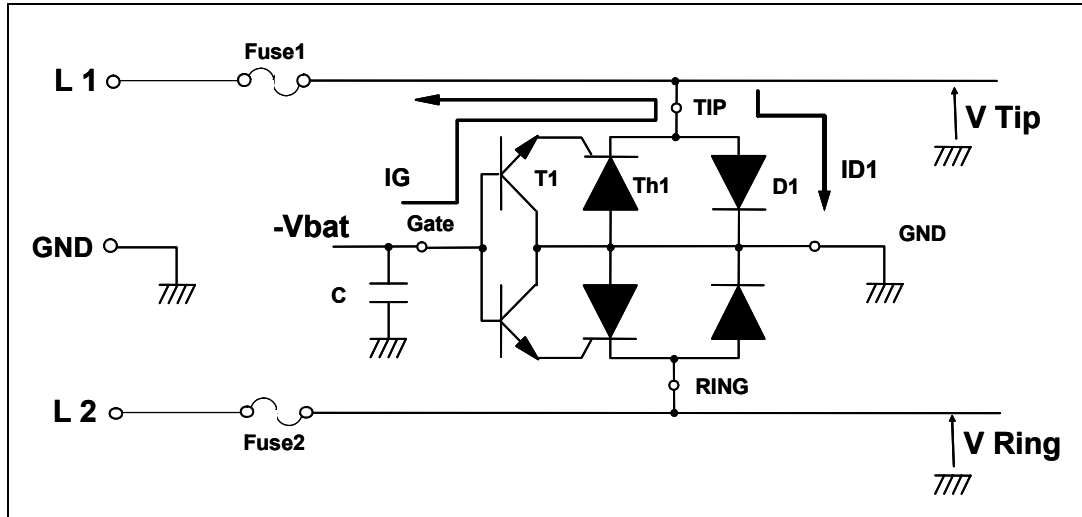 Fuse1
L 1
TIP
V Tip
IG
T1
Th1
D1
ID1
-Vbat
Gate
GND
GND
C
RING
L 2
Fuse2
V Ring